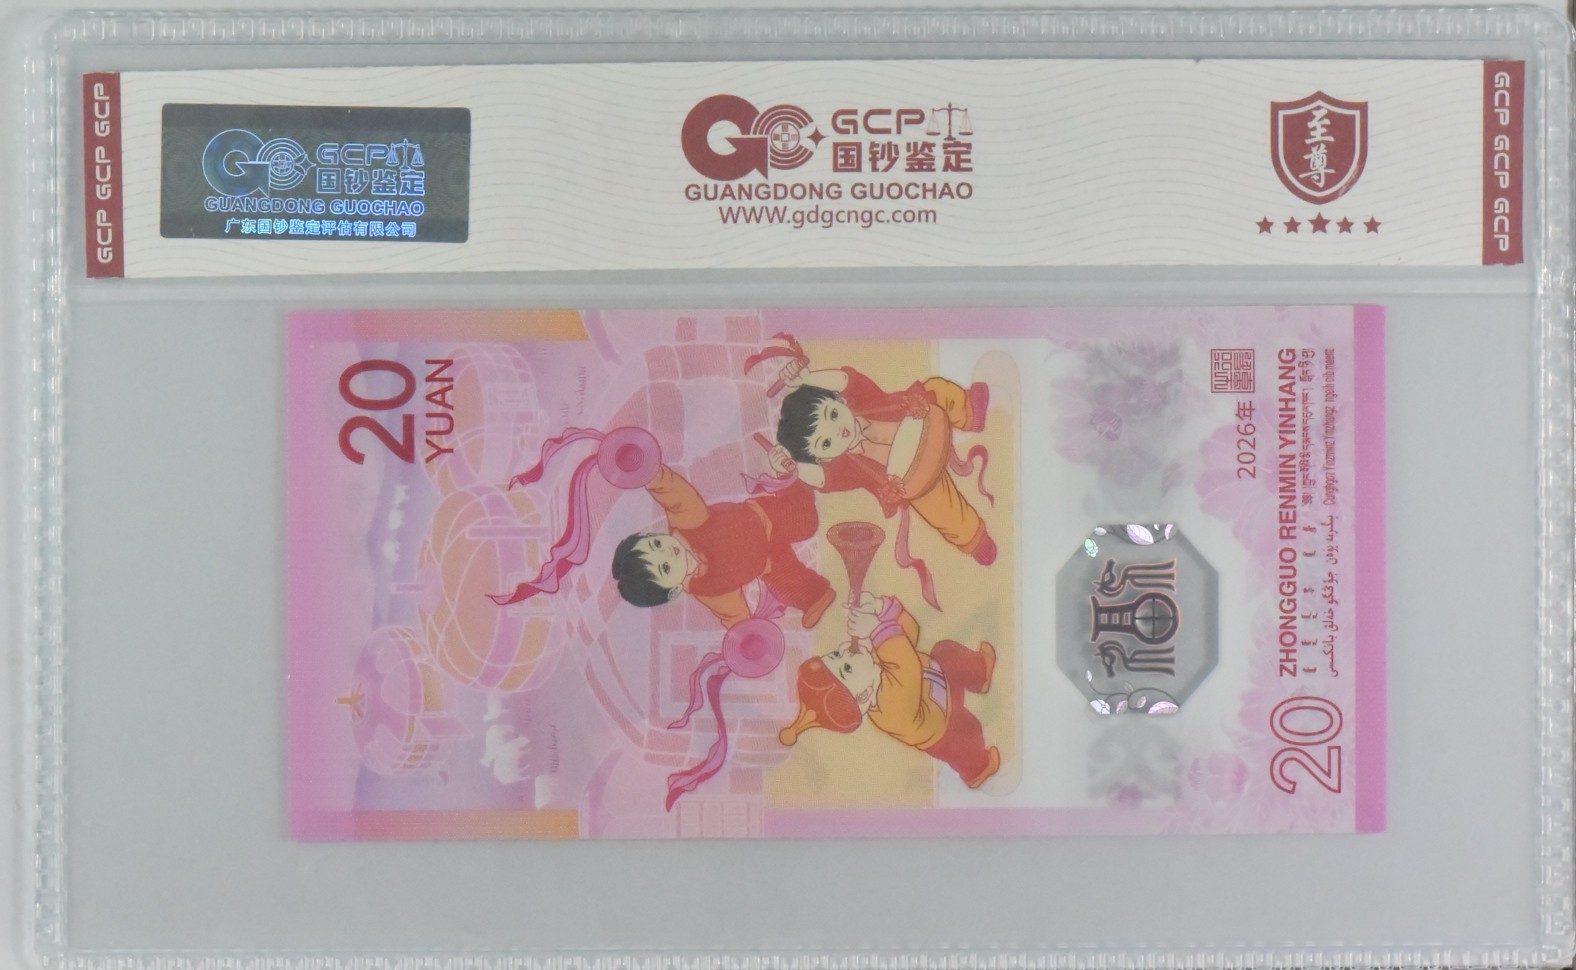 GCP GCP GCP
GCP
国钞鉴定
GUANGDONG GUOCHAO
广东国钞鉴定评估有限公司
GCP
国钞鉴定
GUANGDONG GUOCHAO
WWW.gdgcngc.com
至尊
GCP GCP GCP
20
YUAN
2026年
ZHONGGUO RENMIN YINHANG
20